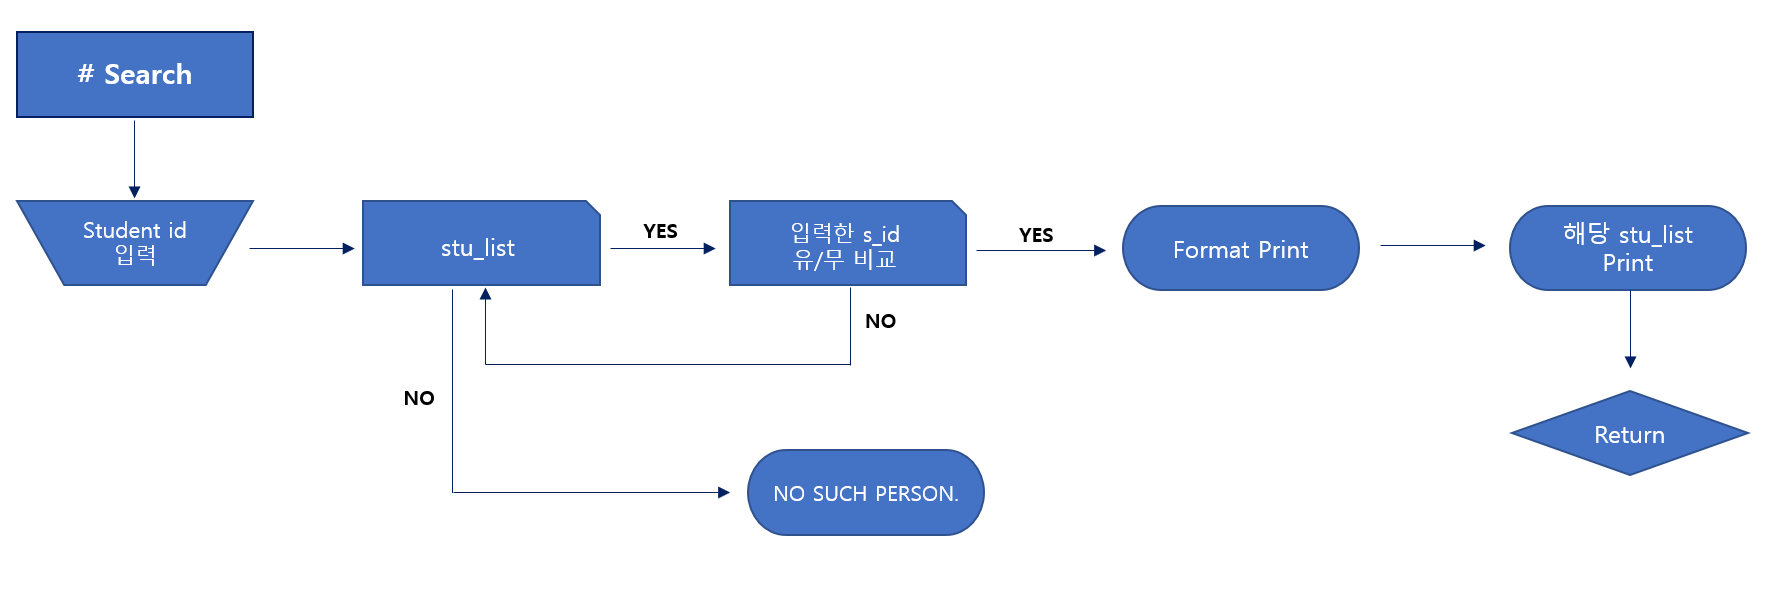 # Search
Student id
입력
stu_list
YES
입력한 s_id
유/무 비교
YES
Format Print
해당 stu_list
Print
NO
NO
Return
NO SUCH PERSON.